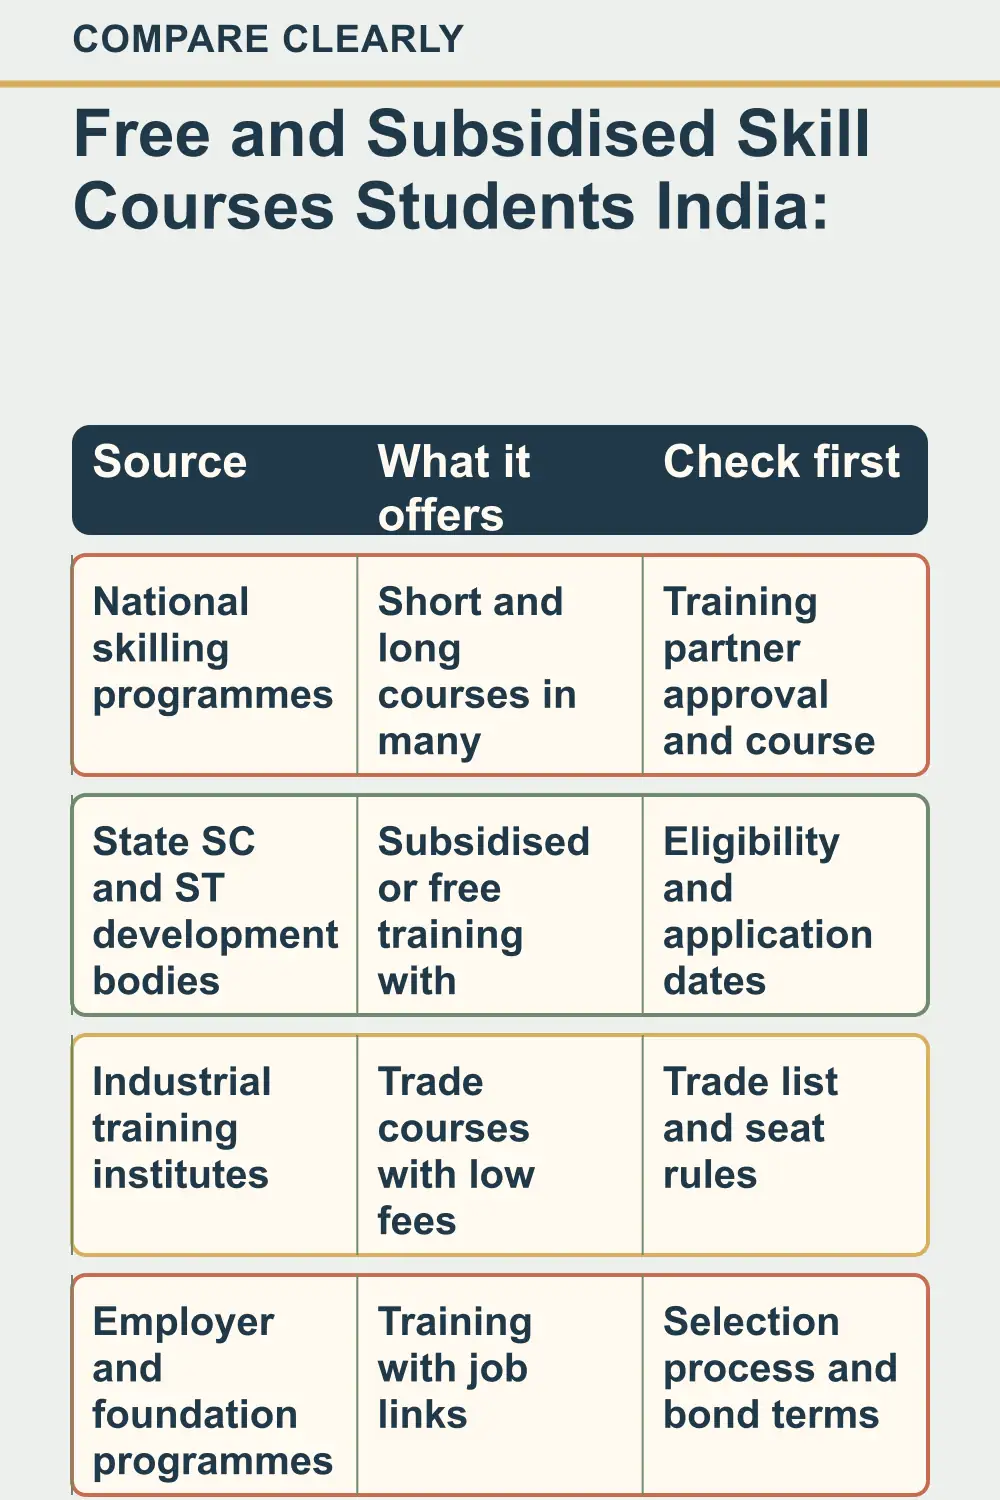 COMPARE CLEARLY
Free and Subsidised Skill
Courses Students India:
Source
What it
offers
Check first
National
skilling
programmes
Short and
long
courses in
many
Training
partner
approval
and course
State SC
and ST
development
bodies
Subsidised
or free
training
with
Eligibility
and
application
dates
Industrial
training
institutes
Trade
courses
with low
fees
Trade list
and seat
rules
Employer
and
foundation
programmes
Training
with job
links
Selection
process and
bond terms